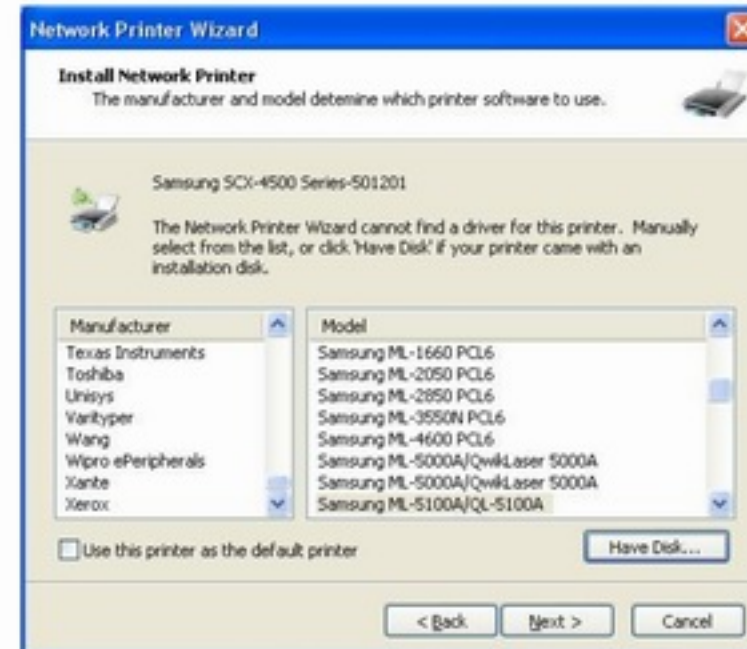 Network Printer Wizard
Install Network Printer
The manufacturer and model detemine which printer software to use.
Samsung SCX-4500 Series-501201
The Network Printer Wizard cannot find a driver for this printer. Manually
select from the list, or click 'Have Disk' if your printer came with an
installation disk.
Manufacturer
Texas Instruments
Toshiba
Unisys
Varityper
Wang
Wipro ePeripherals
Xante
Xerox
Model
Samsung ML-1660 PCL6
Samsung ML-2050 PCL6
Samsung ML-2850 PCL6
Samsung ML-3550N PCL6
Samsung ML-4600 PCL6
Samsung ML-5000A/QwikLaser 5000A
Samsung ML-5000A/QwikLaser 5000A
Samsung ML-5100A/QL-5100A
Use this printer as the default printer
Have Disk...
< Back
Next >
Cancel